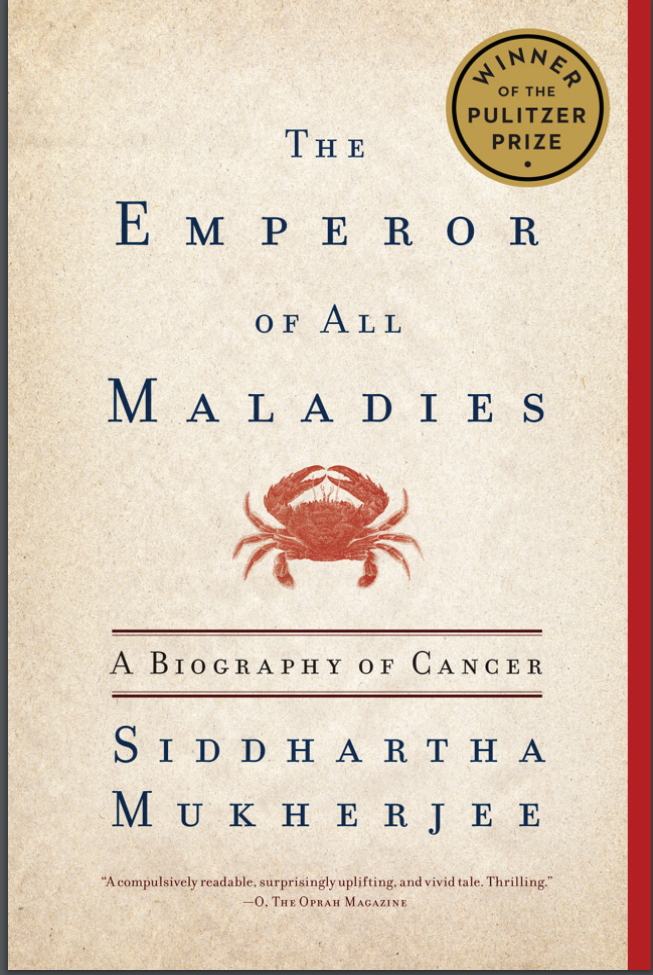 WINNER
OF THE
PULITZER
PRIZE
The
Emperor
of All
Maladies
A Biography of Cancer
Siddhartha
Mukherjee
“A compulsively readable, surprisingly uplifting, and vivid tale. Thrilling.”
—O, The Oprah Magazine